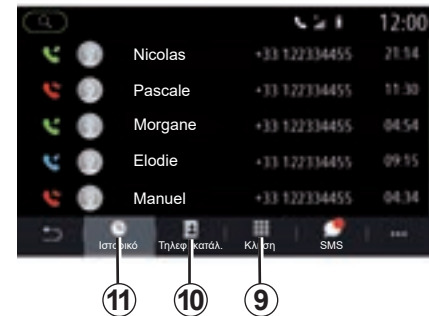 12:00
Nicolas +33 122334455 21:14
Pascale +33 122334455 11:30
Morgane +33 122334455 04:54
Elodie +33 122334455 09:15
Manuel +33 122334455 04:34
Ιστορικό Τηλεφ. κατάλ. Κλήση SMS ...
11 10 9